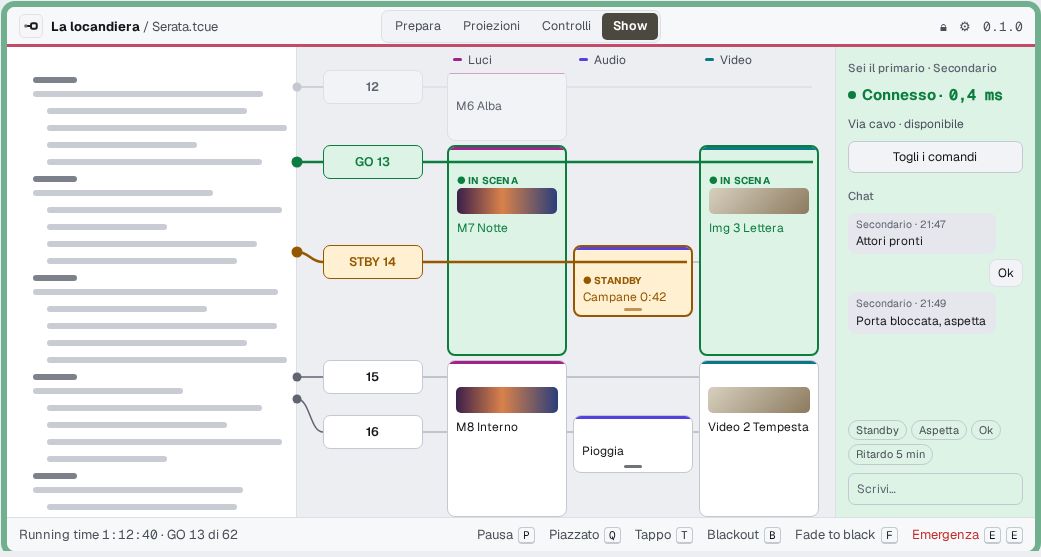 La locandiera / Serata.tcue
Prepara Proiezioni Controlli Show
0.1.0
Luci Audio Video
12
M6 Alba
GO 13
IN SCENA
M7 Notte
IN SCENA
Img 3 Lettera
STBY 14
STANDBY
Campane 0:42
15
16
M8 Interno
Pioggia
Video 2 Tempesta
Sei il primario · Secondario
Connesso · 0,4 ms
Via cavo · disponibile
Togli i comandi
Chat
Secondario · 21:47
Attori pronti
Ok
Secondario · 21:49
Porta bloccata, aspetta
Standby Aspetta Ok
Ritardo 5 min
Scrivi…
Running time 1:12:40 · GO 13 di 62
Pausa P Piazzato Q Tappo T Blackout B Fade to black F Emergenza E E